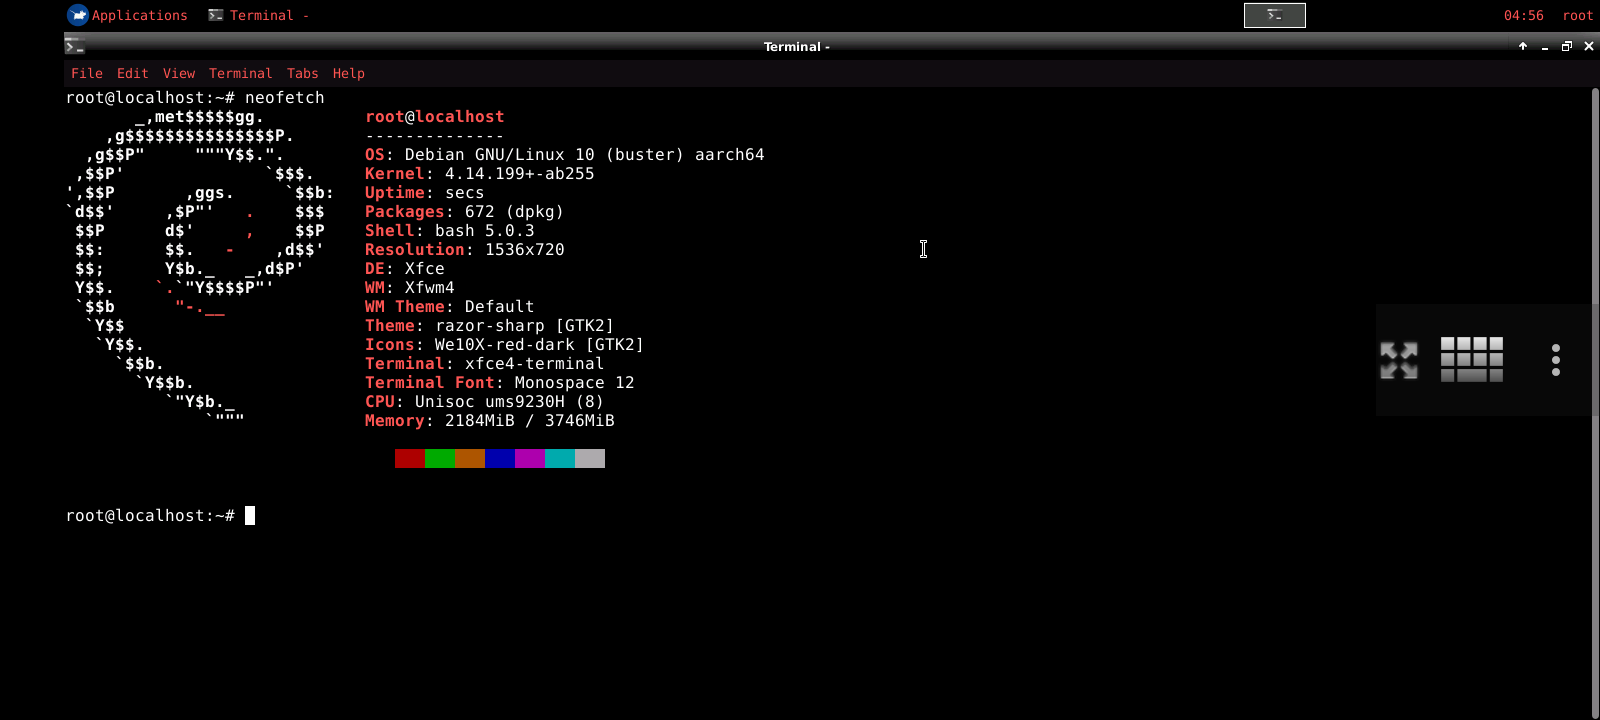 Applications
Terminal -
04:56
root
Terminal -
File Edit View Terminal Tabs Help
root@localhost:~# neofetch
       _,met$$$$$gg.          root@localhost
    ,g$$$$$$$$$$$$$$$P.       --------------
  ,g$$P"     """Y$$.".        OS: Debian GNU/Linux 10 (buster) aarch64
 ,$$P'              `$$$.     Kernel: 4.14.199+-ab255
',$$P       ,ggs.     `$$b:   Uptime: secs
`d$$'     ,$P"'   .    $$$    Packages: 672 (dpkg)
 $$P      d$'     ,    $$P    Shell: bash 5.0.3
 $$:      $$.   -    ,d$$'    Resolution: 1536x720
 $$;      Y$b._   _,d$P'      DE: Xfce
 Y$$.    `.`"Y$$$$P"'         WM: Xfwm4
 `$$b      "-.__              WM Theme: Default
  `Y$$                        Theme: razor-sharp [GTK2]
   `Y$$.                      Icons: We10X-red-dark [GTK2]
     `$$b.                    Terminal: xfce4-terminal
       `Y$$b.                 Terminal Font: Monospace 12
          `"Y$b._             CPU: Unisoc ums9230H (8)
              `"""            Memory: 2184MiB / 3746MiB
root@localhost:~#